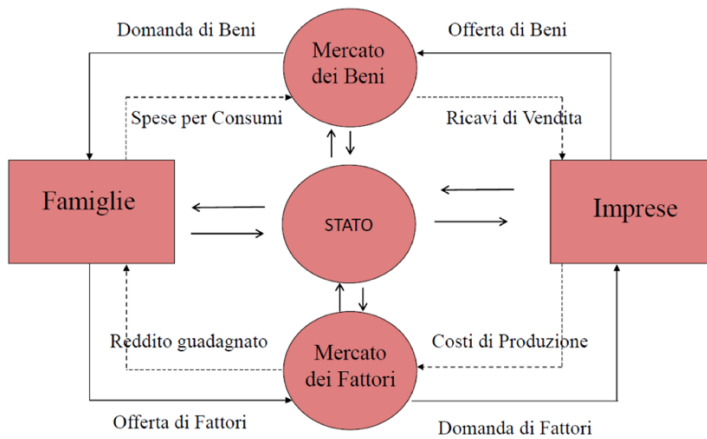 Domanda di Beni
Mercato
dei Beni
Offerta di Beni
Spese per Consumi
Ricavi di Vendita
Famiglie
STATO
Imprese
Reddito guadagnato
Mercato
dei Fattori
Costi di Produzione
Offerta di Fattori
Domanda di Fattori